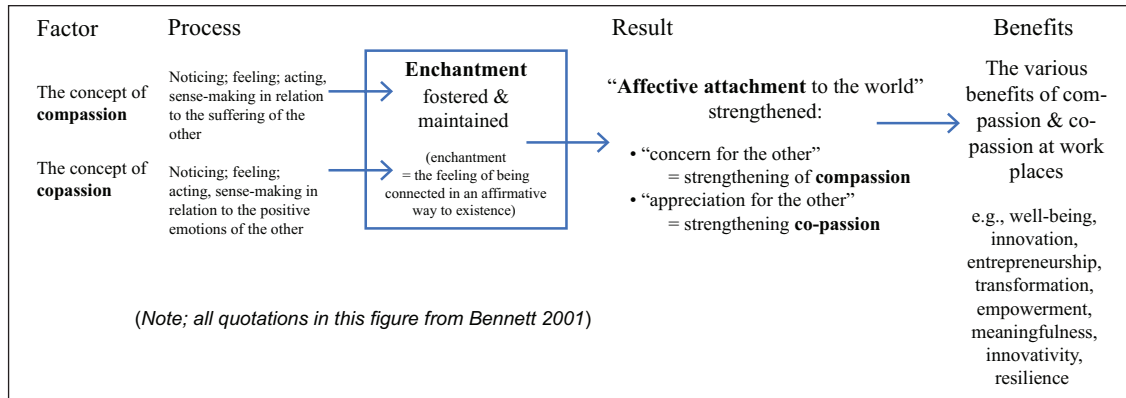 Factor
Process
Result
Benefits
The concept of
compassion
Noticing; feeling; acting,
sense-making in relation
to the suffering of the
other
The concept of
copassion
Noticing; feeling;
acting, sense-making in
relation to the positive
emotions of the other
Enchantment
fostered &
maintained
(enchantment
= the feeling of being
connected in an affirmative
way to existence)
“Affective attachment to the world”
strengthened:
• “concern for the other”
= strengthening of compassion
• “appreciation for the other”
= strengthening co-passion
The various
benefits of com-
passion & co-
passion at work
places
e.g., well-being,
innovation,
entrepreneurship,
transformation,
empowerment,
meaningfulness,
innovativity,
resilience
(Note; all quotations in this figure from Bennett 2001)